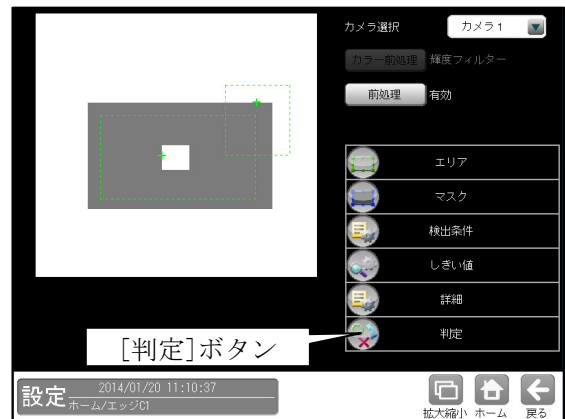 カメラ選択 カメラ1
カラー前処理 輝度フィルター
前処理 有効
エリア
マスク
検出条件
しきい値
詳細
判定
[判定]ボタン
設定 2014/01/20 11:10:37
ホーム/エッジC1
拡大縮小 ホーム 戻る